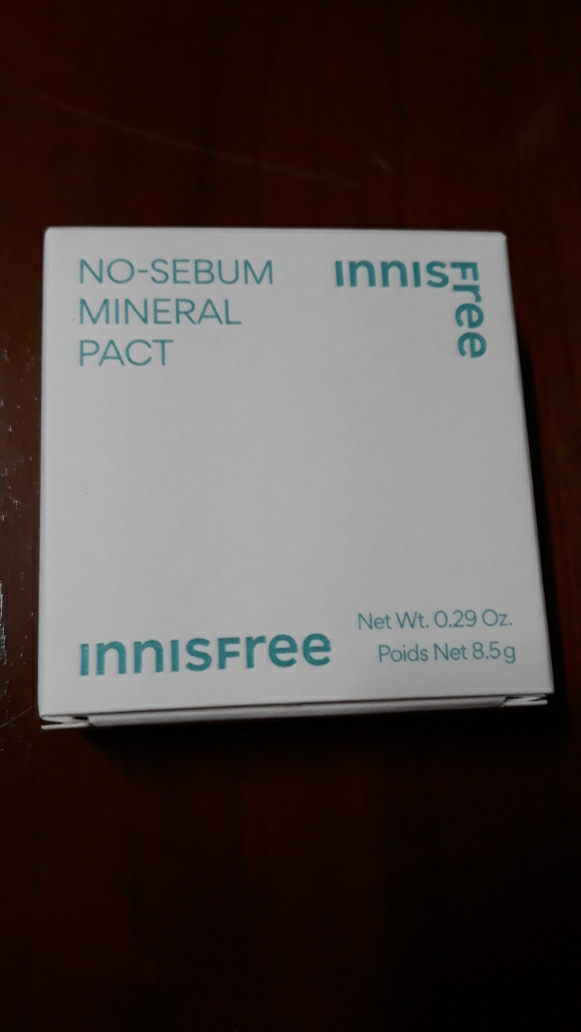 NO-SEBUM
MINERAL
PACT
innisfree
innisfree
Net Wt. 0.29 Oz.
Poids Net 8.5g